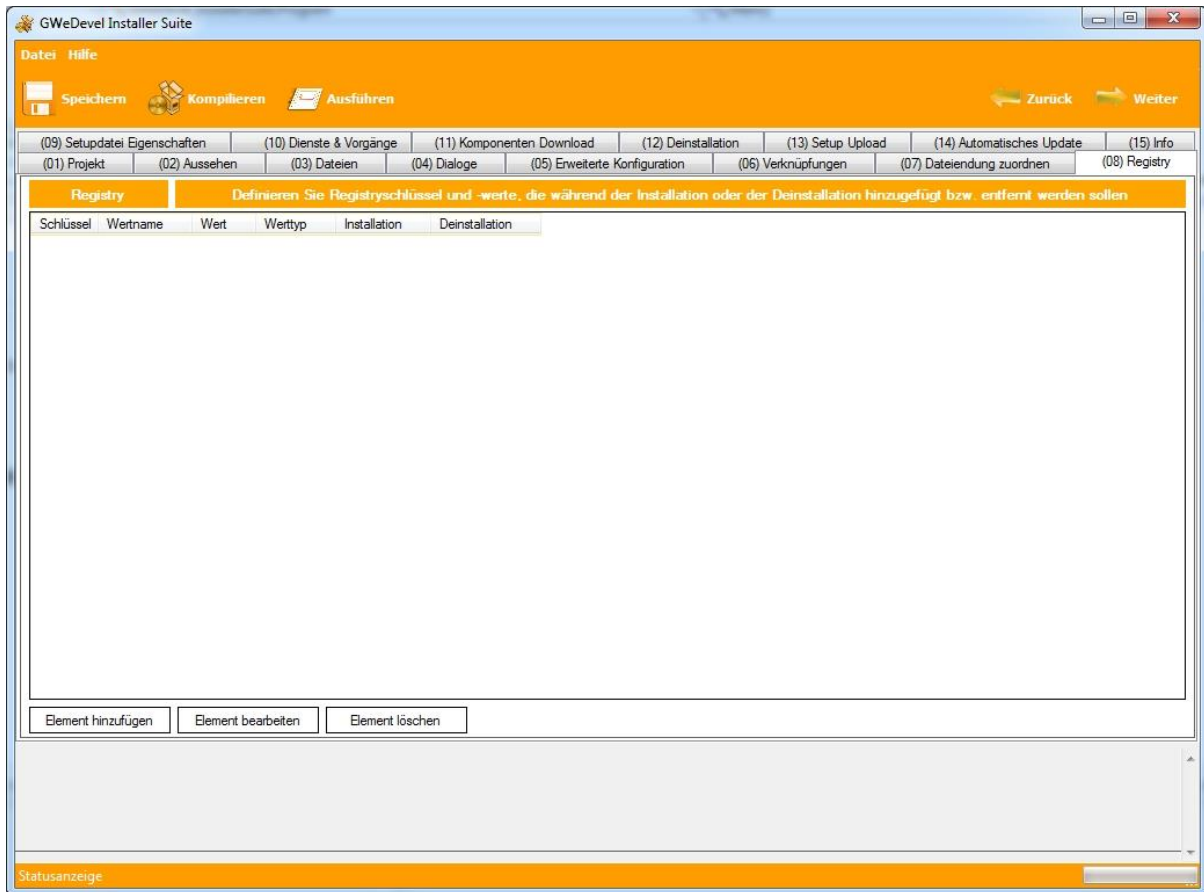 GWeDevel Installer Suite
Datei Hilfe
Speichern Kompilieren Ausführen Zurück Weiter
(09) Setupdatei Eigenschaften (10) Dienste & Vorgänge (11) Komponenten Download (12) Deinstallation (13) Setup Upload (14) Automatisches Update (15) Info
(01) Projekt (02) Aussehen (03) Dateien (04) Dialoge (05) Erweiterte Konfiguration (06) Verknüpfungen (07) Dateiendung zuordnen (08) Registry
Registry Definieren Sie Registryschlüssel und -werte, die während der Installation oder der Deinstallation hinzugefügt bzw. entfernt werden sollen
Schlüssel Wertname Wert Werttyp Installation Deinstallation
Element hinzufügen Element bearbeiten Element löschen
Statusanzeige